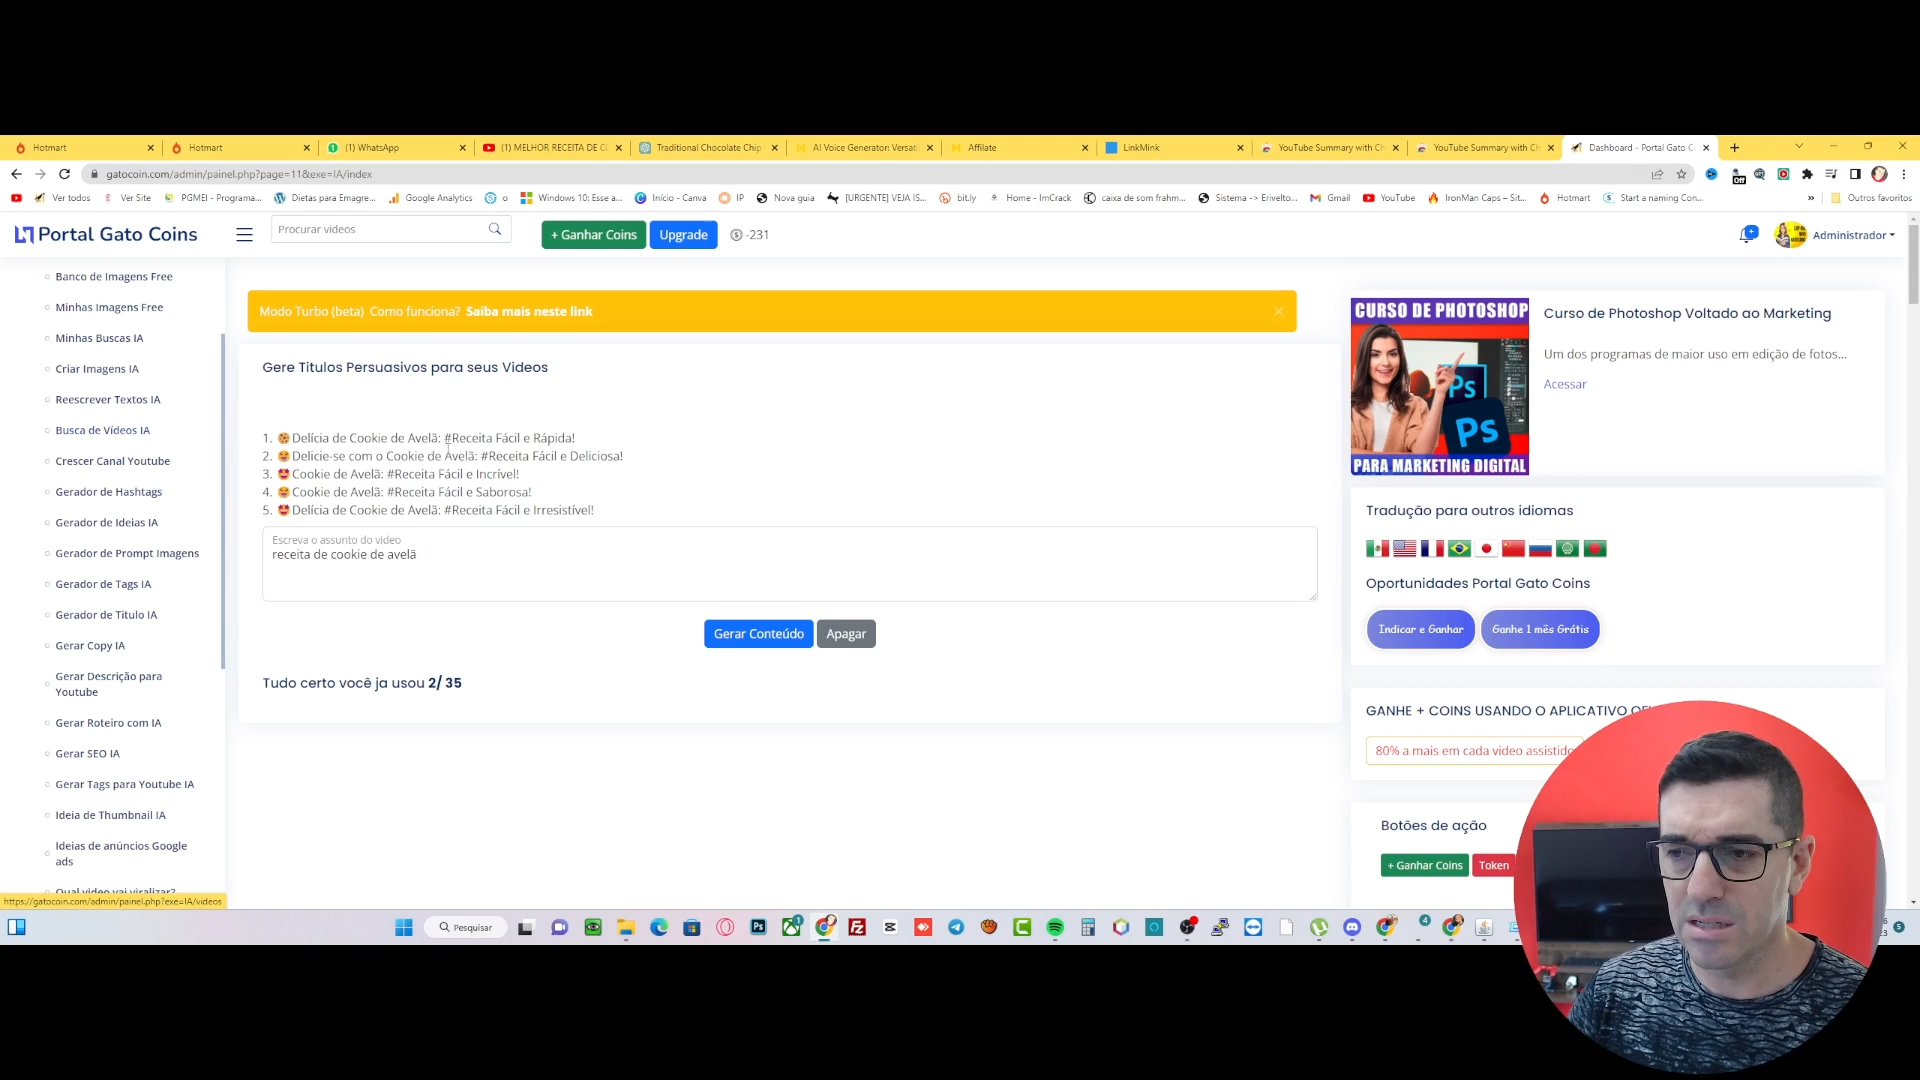 Hotmart
Hotmart
(1) WhatsApp
(1) MELHOR RECEITA DE CC
Traditional Chocolate Chip
AI Voice Generator: Versati
Affilate
LinkMink
YouTube Summary with Ch
YouTube Summary with Ch
Dashboard - Portal Gato C
gatocoin.com/admin/painel.php?page=11&exe=IA/index
Ver todos
Ver Site
PGMEI - Programa...
Dietas para Emagre...
Google Analytics
o
Windows 10: Esse a...
Início - Canva
IP
Nova guia
[URGENTE] VEJA IS...
bit.ly
Home - ImCrack
caixa de som frahm...
Sistema -> Erivelto...
Gmail
YouTube
IronMan Caps – Sit...
Hotmart
Start a naming Con...
»
Outros favoritos
Portal Gato Coins
Procurar videos
+ Ganhar Coins
Upgrade
-231
Administrador
Banco de Imagens Free
Minhas Imagens Free
Minhas Buscas IA
Criar Imagens IA
Reescrever Textos IA
Busca de Vídeos IA
Crescer Canal Youtube
Gerador de Hashtags
Gerador de Ideias IA
Gerador de Prompt Imagens
Gerador de Tags IA
Gerador de Titulo IA
Gerar Copy IA
Gerar Descrição para
Youtube
Gerar Roteiro com IA
Gerar SEO IA
Gerar Tags para Youtube IA
Ideia de Thumbnail IA
Ideias de anúncios Google
ads
Qual video vai viralizar?
https://gatocoin.com/admin/painel.php?exe=IA/videos
Modo Turbo (beta) Como funciona? Saiba mais neste link
Gere Titulos Persuasivos para seus Videos
1. 🍪Delícia de Cookie de Avelã: #Receita Fácil e Rápida!
2. 😋Delicie-se com o Cookie de Avelã: #Receita Fácil e Deliciosa!
3. 🤩Cookie de Avelã: #Receita Fácil e Incrível!
4. 😋Cookie de Avelã: #Receita Fácil e Saborosa!
5. 🤩Delícia de Cookie de Avelã: #Receita Fácil e Irresistível!
Escreva o assunto do video
receita de cookie de avelã
Gerar Conteúdo
Apagar
Tudo certo você ja usou 2/ 35
CURSO DE PHOTOSHOP
Ps
Ps
PARA MARKETING DIGITAL
Curso de Photoshop Voltado ao Marketing
Um dos programas de maior uso em edição de fotos...
Acessar
Tradução para outros idiomas
Oportunidades Portal Gato Coins
Indicar e Ganhar
Ganhe 1 mês Grátis
GANHE + COINS USANDO O APLICATIVO
80% a mais em cada video assistido
Botões de ação
+ Ganhar Coins
Token
Pesquisar